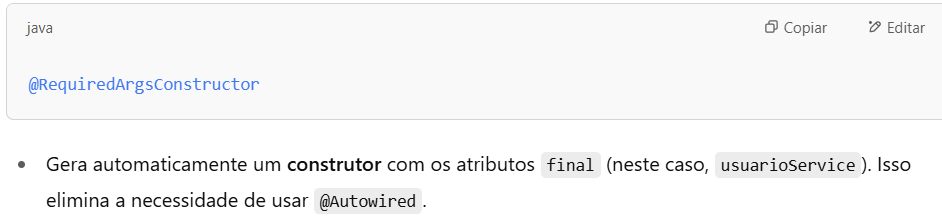 java
Copiar
Editar
@RequiredArgsConstructor
Gera automaticamente um construtor com os atributos final (neste caso, usuarioService). Isso
elimina a necessidade de usar @Autowired.